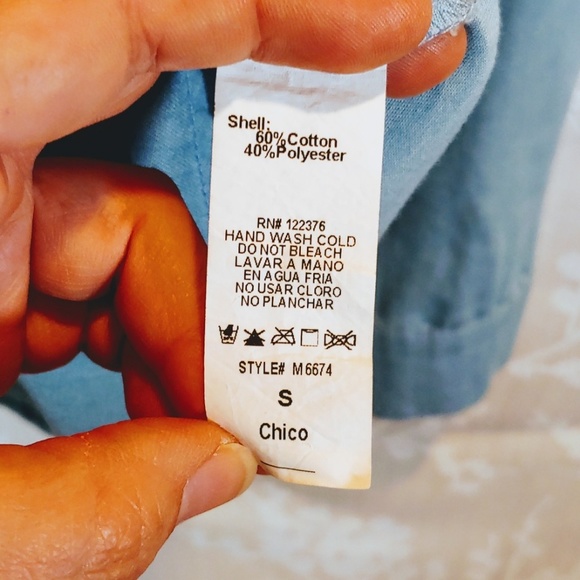 Shell:
60%Cotton
40%Polyester
RN# 122376
HAND WASH COLD
DO NOT BLEACH
LAVAR A MANO
EN AGUA FRIA
NO USAR CLORO
NO PLANCHAR
STYLE# M6674
S
Chico